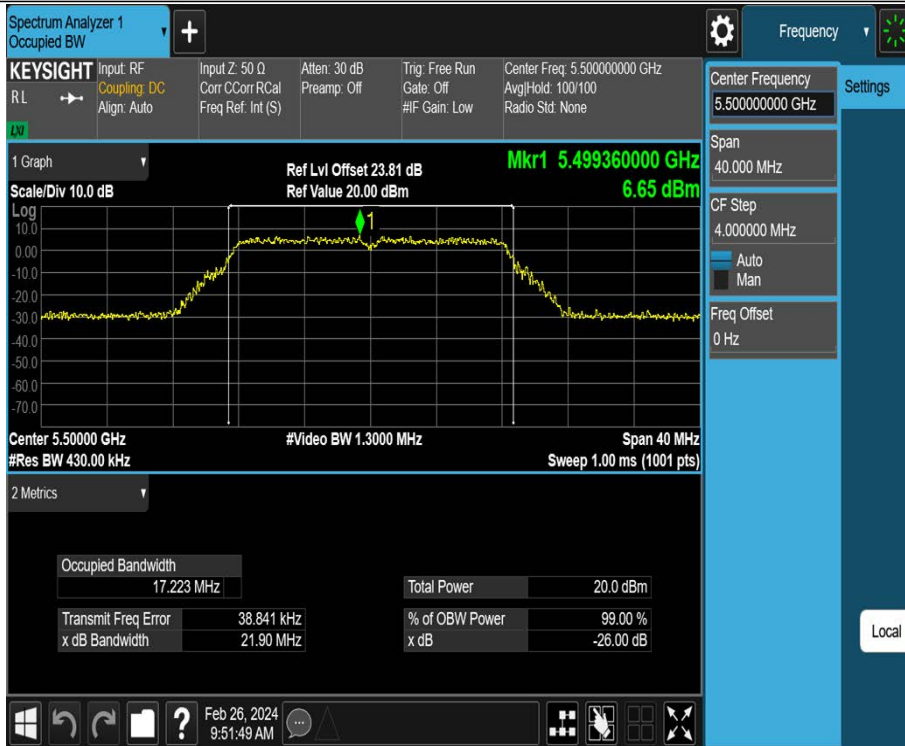 Spectrum Analyzer 1
Occupied BW
+
Frequency
KEYSIGHT
R L
LXI
Input: RF
Coupling: DC
Align: Auto
Input Z: 50 Ω
Corr CCorr RCal
Freq Ref: Int (S)
Atten: 30 dB
Preamp: Off
Trig: Free Run
Gate: Off
#IF Gain: Low
Center Freq: 5.500000000 GHz
Avg|Hold: 100/100
Radio Std: None
Center Frequency
5.500000000 GHz
Settings
Span
40.000 MHz
CF Step
4.000000 MHz
Auto
Man
Freq Offset
0 Hz
Local
1 Graph
Scale/Div 10.0 dB
Ref Lvl Offset 23.81 dB
Ref Value 20.00 dBm
Mkr1 5.499360000 GHz
6.65 dBm
Log
10.0
0.00
-10.0
-20.0
-30.0
-40.0
-50.0
-60.0
-70.0
1
Center 5.50000 GHz
#Video BW 1.3000 MHz
Span 40 MHz
#Res BW 430.00 kHz
Sweep 1.00 ms (1001 pts)
2 Metrics
Occupied Bandwidth
17.223 MHz
Total Power 20.0 dBm
Transmit Freq Error 38.841 kHz
% of OBW Power 99.00 %
x dB Bandwidth 21.90 MHz
x dB -26.00 dB
?
Feb 26, 2024
9:51:49 AM